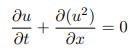 ∂u/∂t + ∂(u²)/∂x = 0